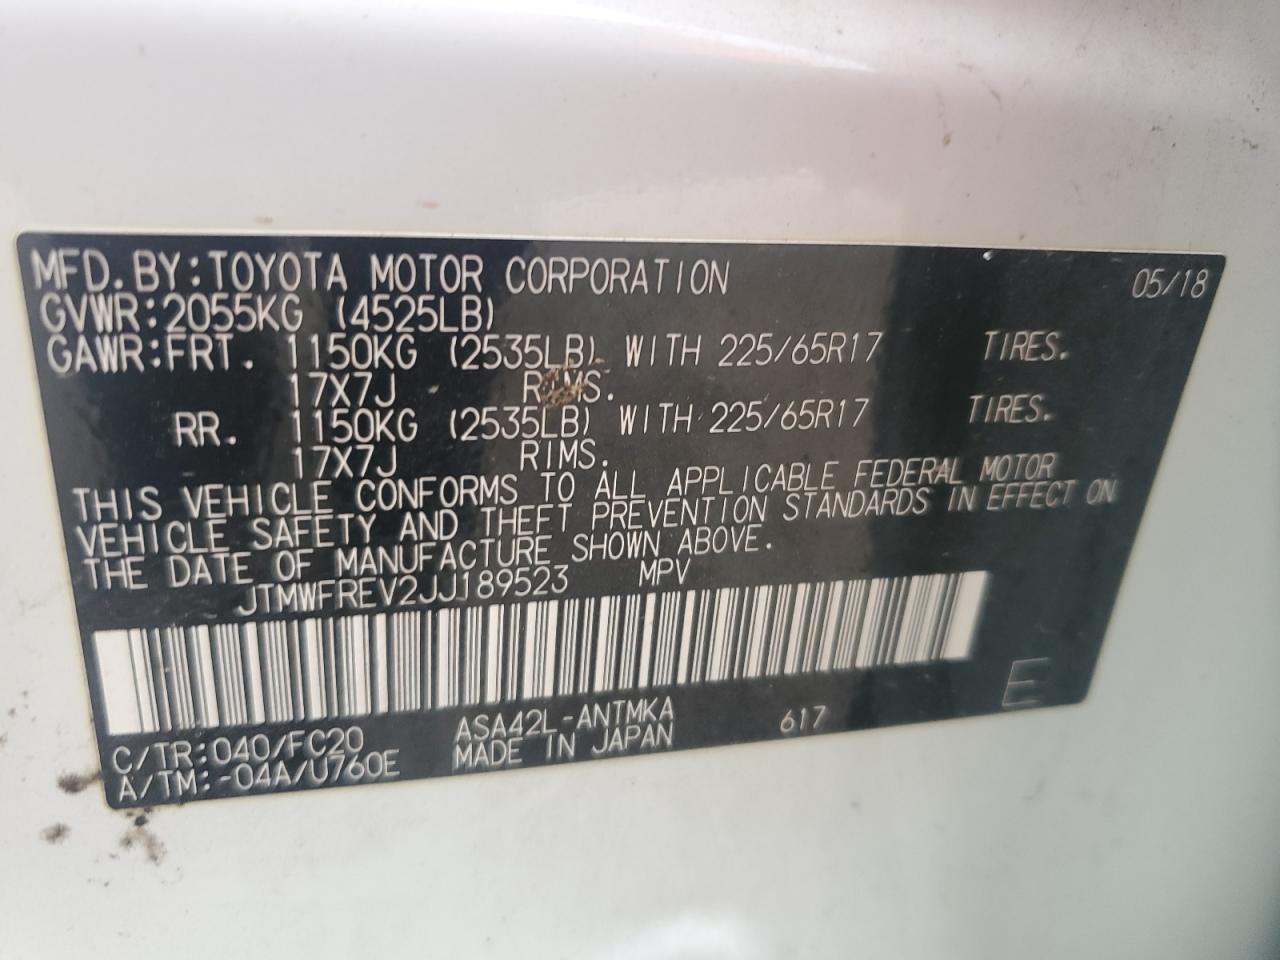 MFD.BY:TOYOTA MOTOR CORPORATION 05/18
GVWR:2055KG (4525LB)
GAWR:FRT. 1150KG (2535LB) WITH 225/65R17 TIRES.
17X7J RIMS.
RR. 1150KG (2535LB) WITH 225/65R17 TIRES.
17X7J RIMS.
THIS VEHICLE CONFORMS TO ALL APPLICABLE FEDERAL MOTOR
VEHICLE SAFETY AND THEFT PREVENTION STANDARDS IN EFFECT ON
THE DATE OF MANUFACTURE SHOWN ABOVE.
JTMWFREV2JJ189523 MPV
C/TR:040/FC20 ASA42L-ANTMKA 617 E
A/TM:-04A/U760E MADE IN JAPAN